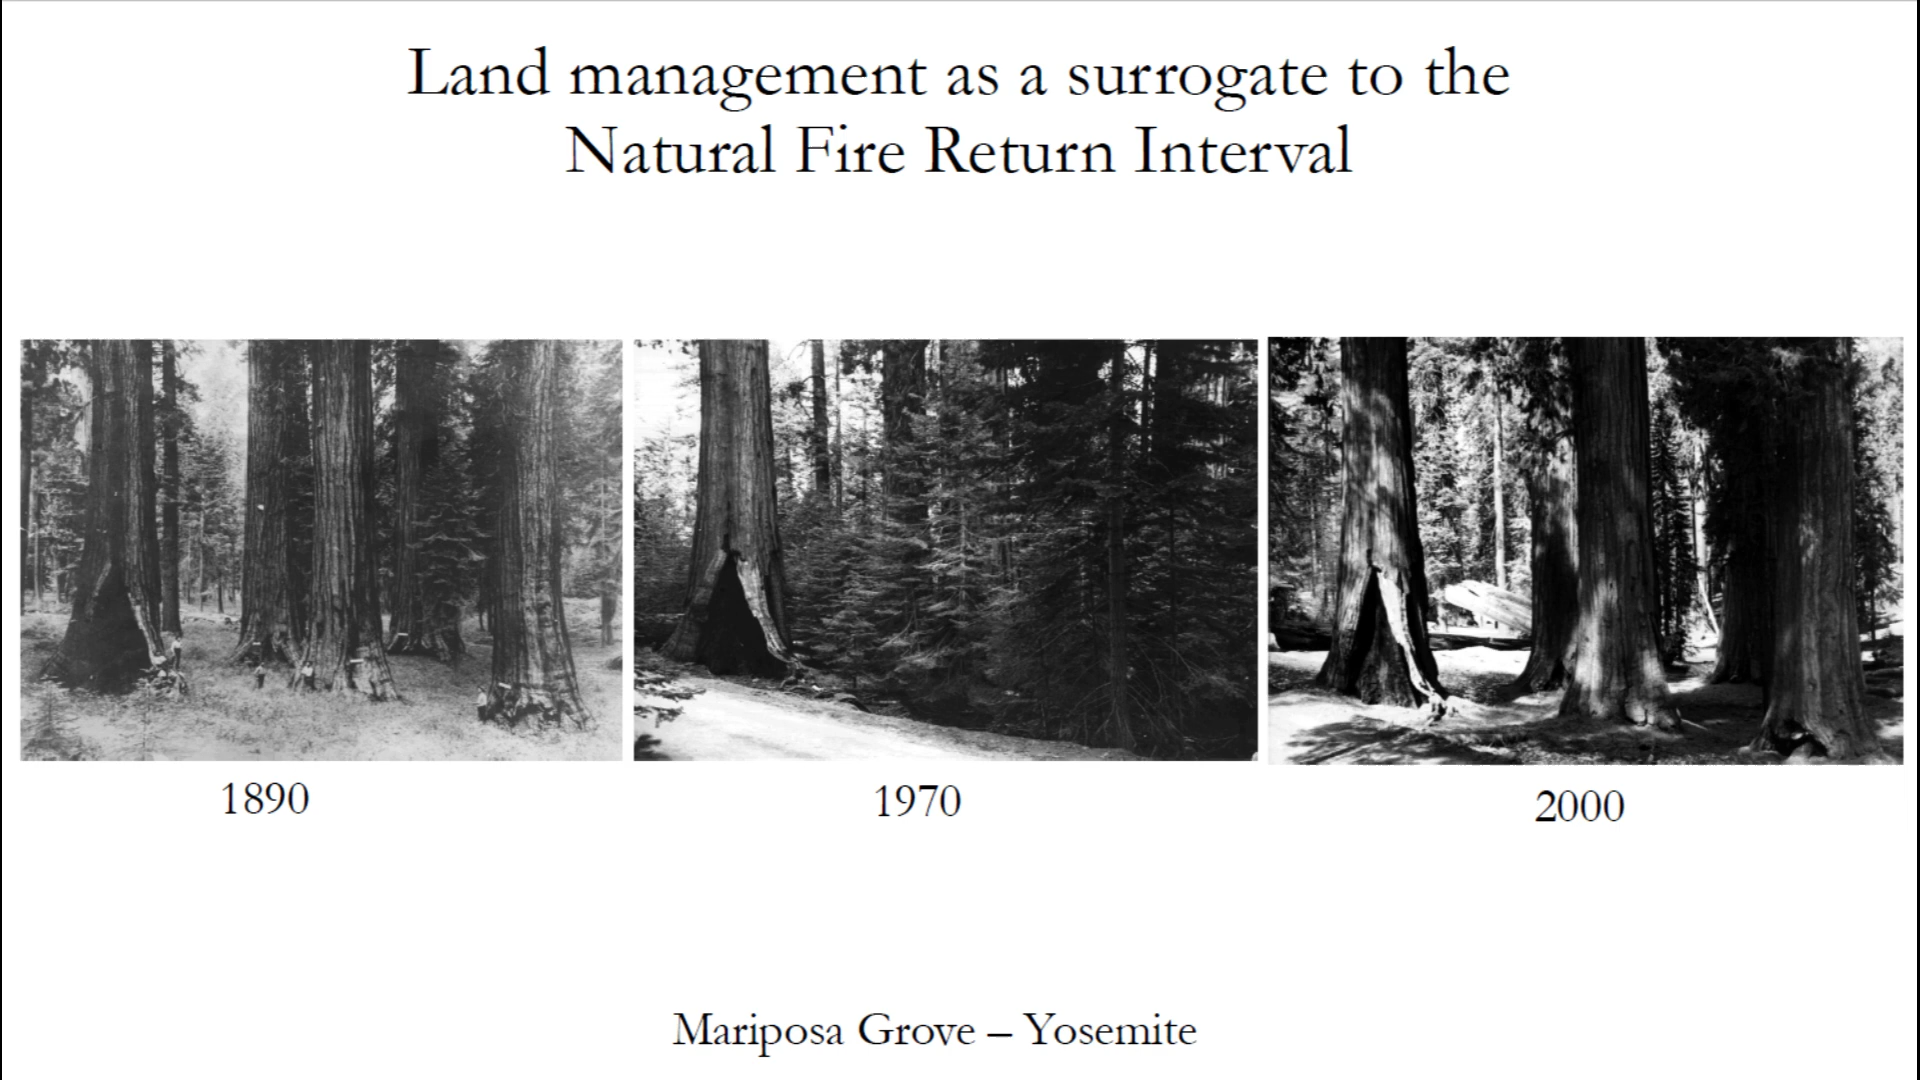 Land management as a surrogate to the
Natural Fire Return Interval
1890
1970
2000
Mariposa Grove – Yosemite